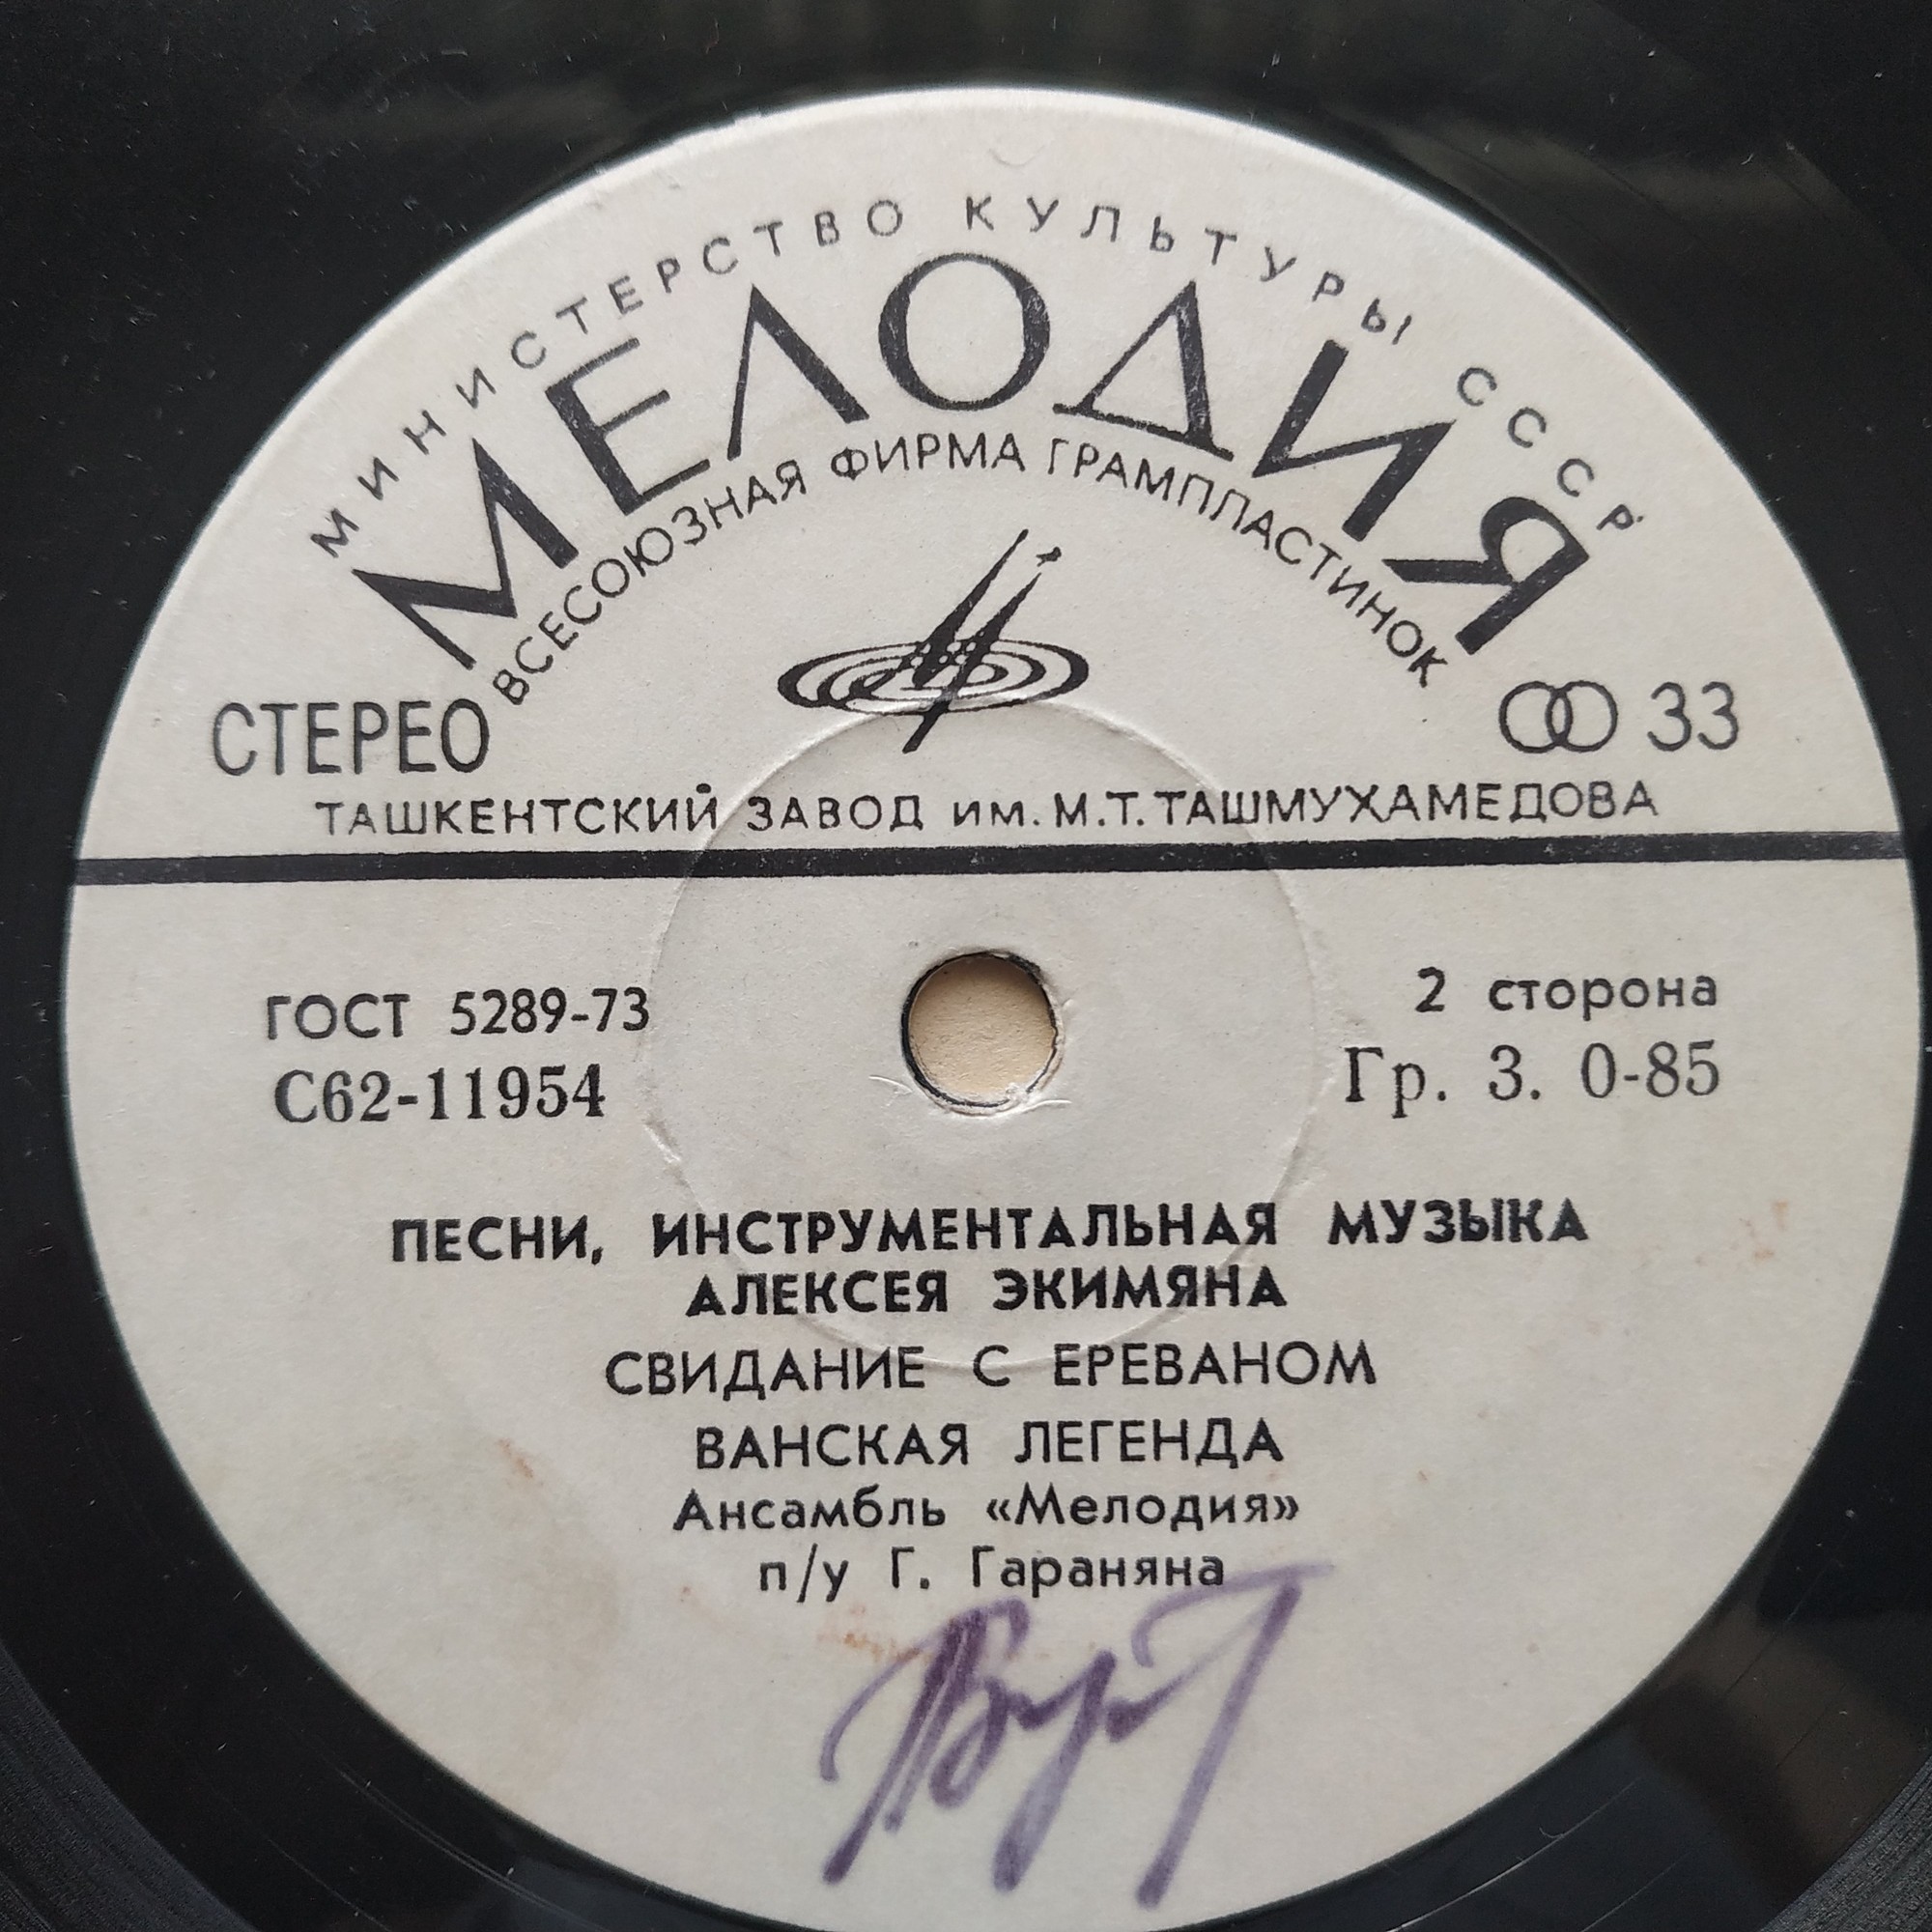 МИНИСТЕРСТВО КУЛЬТУРЫ СССР
МЕЛОДИЯ
ВСЕСОЮЗНАЯ ФИРМА ГРАМПЛАСТИНОК
СТЕРЕО
33
ТАШКЕНТСКИЙ ЗАВОД им. М.Т. ТАШМУХАМЕДОВА
ГОСТ 5289-73
2 сторона
С62-11954
Гр. 3. 0-85
ПЕСНИ, ИНСТРУМЕНТАЛЬНАЯ МУЗЫКА
АЛЕКСЕЯ ЭКИМЯНА
СВИДАНИЕ С ЕРЕВАНОМ
ВАНСКАЯ ЛЕГЕНДА
Ансамбль «Мелодия»
п/у Г. Гараняна